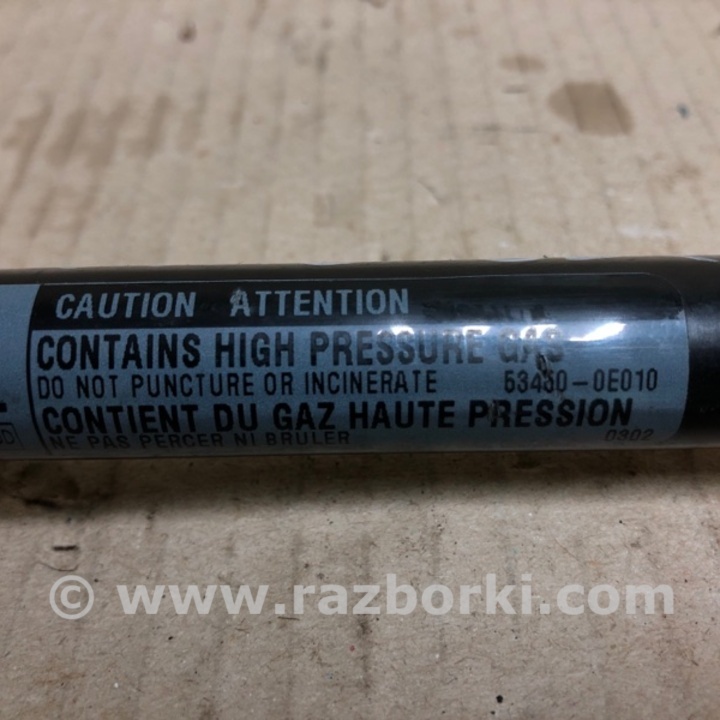 CAUTION ATTENTION
CONTAINS HIGH PRESSURE GAS
DO NOT PUNCTURE OR INCINERATE 53450-0E010
CONTIENT DU GAZ HAUTE PRESSION
NE PAS PERCER NI BRULER 0302
© www.razborki.com